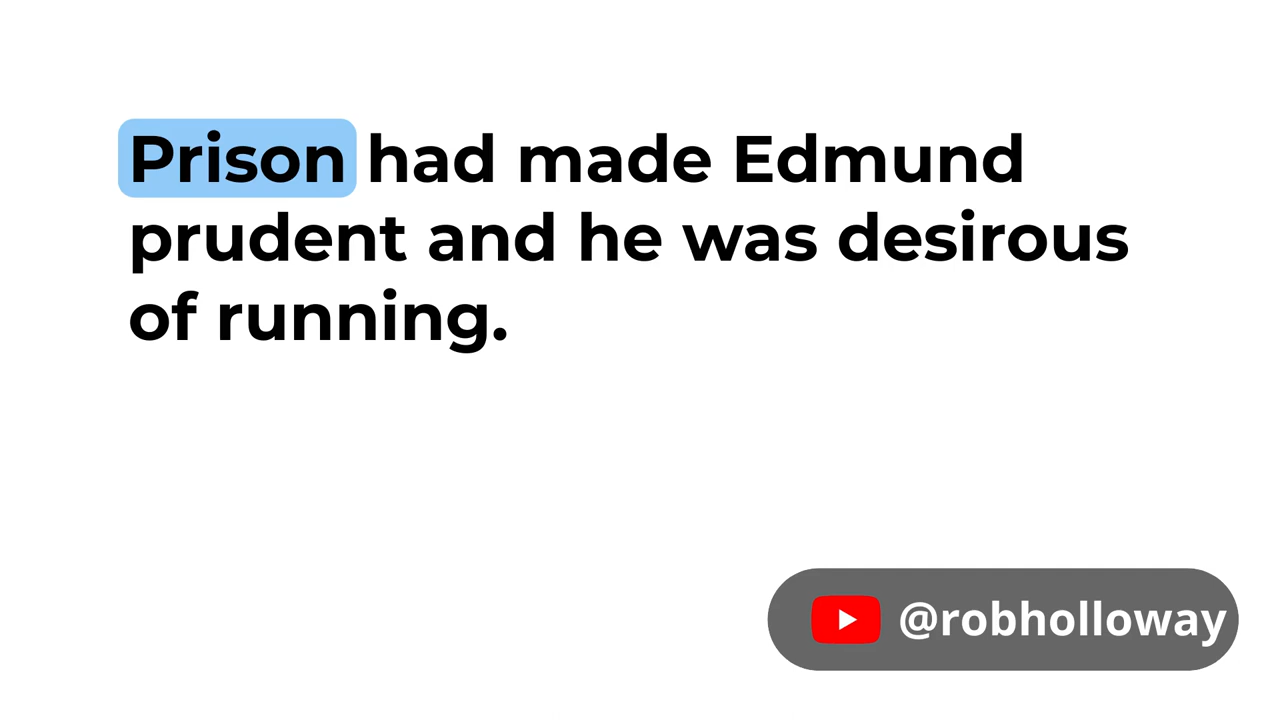 Prison had made Edmund
prudent and he was desirous
of running.
@robholloway